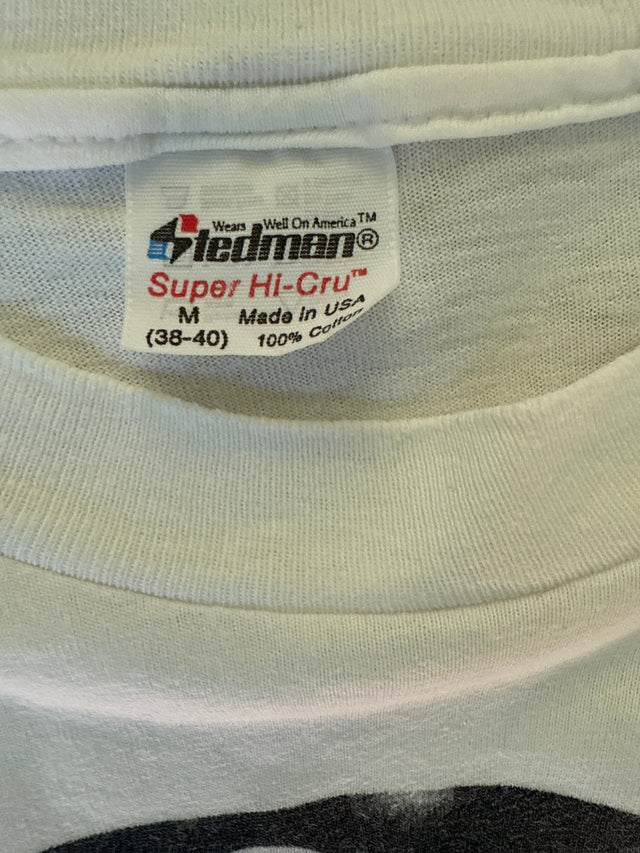 Wears Well On America™
Stedman®
Super Hi-Cru™
M Made in USA
(38-40) 100% Cotton